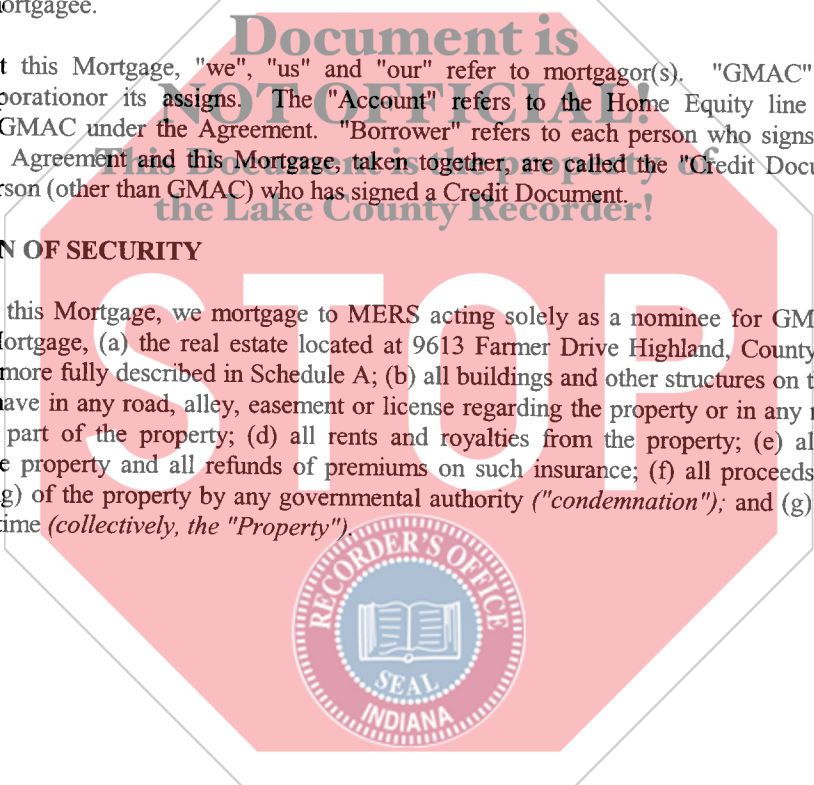 ortgagee.
Document is
t this Mortgage, "we", "us" and "our" refer to mortgagor(s). "GMAC"
porationor its assigns. The "Account" refers to the Home Equity line
NOT OFFICIAL!
GMAC under the Agreement. "Borrower" refers to each person who signs
Agreement and this Mortgage, taken together, are called the "Credit Docu
This Document is the property of
rson (other than GMAC) who has signed a Credit Document.
the Lake County Recorder!
N OF SECURITY
this Mortgage, we mortgage to MERS acting solely as a nominee for GM
ortgage, (a) the real estate located at 9613 Farmer Drive Highland, County
more fully described in Schedule A; (b) all buildings and other structures on t
have in any road, alley, easement or license regarding the property or in any
part of the property; (d) all rents and royalties from the property; (e) al
e property and all refunds of premiums on such insurance; (f) all proceeds
g) of the property by any governmental authority ("condemnation"); and (g)
time (collectively, the "Property").
STOP
RECORDER'S OFFICE
SEAL
INDIANA